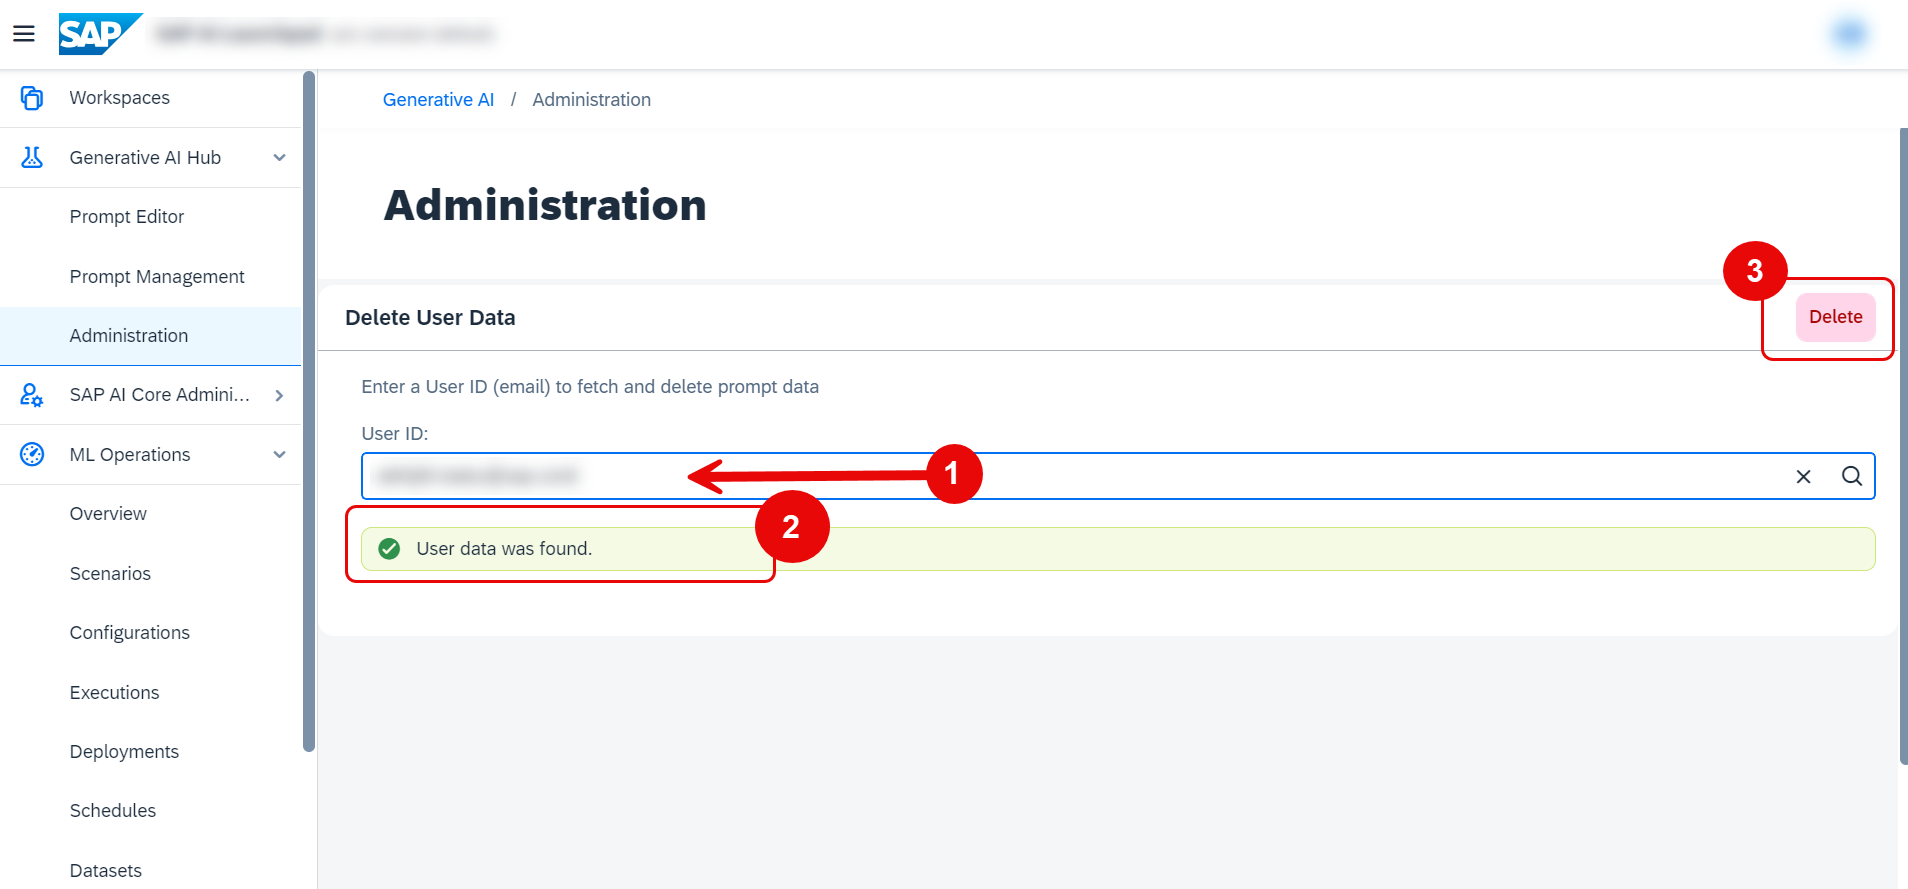 SAP
Workspaces
Generative AI Hub
Prompt Editor
Prompt Management
Administration
SAP AI Core Admini...
ML Operations
Overview
Scenarios
Configurations
Executions
Deployments
Schedules
Datasets
Generative AI / Administration
Administration
3
Delete User Data
Delete
Enter a User ID (email) to fetch and delete prompt data
User ID:
1
2
User data was found.